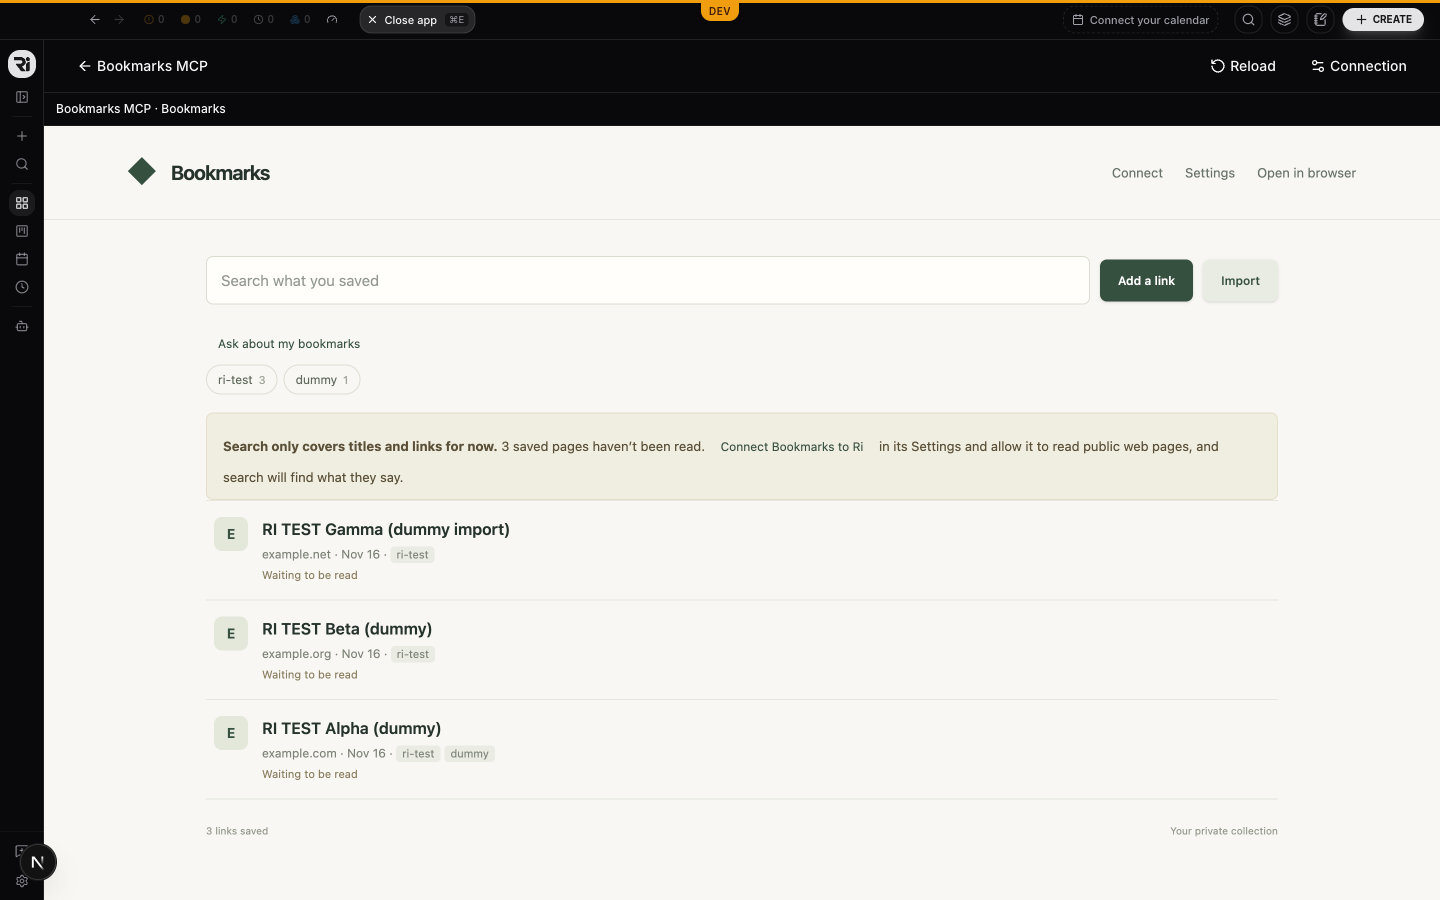 0
0
0
0
0
Close app ⌘E
DEV
Connect your calendar
CREATE
Ri
Bookmarks MCP
Reload
Connection
Bookmarks MCP · Bookmarks
Bookmarks
Connect
Settings
Open in browser
Search what you saved
Add a link
Import
Ask about my bookmarks
ri-test 3
dummy 1
Search only covers titles and links for now. 3 saved pages haven’t been read. Connect Bookmarks to Ri in its Settings and allow it to read public web pages, and
search will find what they say.
E
RI TEST Gamma (dummy import)
example.net · Nov 16 · ri-test
Waiting to be read
E
RI TEST Beta (dummy)
example.org · Nov 16 · ri-test
Waiting to be read
E
RI TEST Alpha (dummy)
example.com · Nov 16 · ri-test dummy
Waiting to be read
3 links saved
Your private collection
N